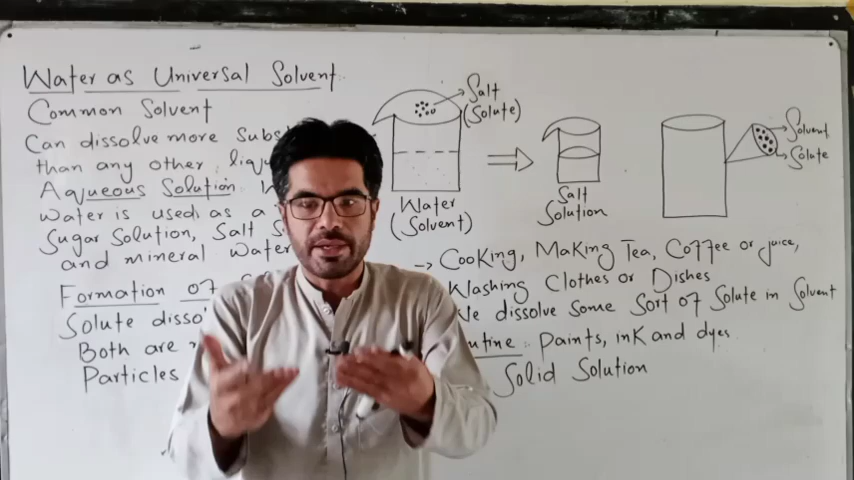 Water as Universal Solvent
Common Solvent
Can dissolve more
than any other
Aqueous Solution
Water is used as a
Sugar Solution, Salt
and mineral water
Formation of
Solute
Both are
Particles
Salt
(Solute)
Water
(Solvent)
Salt
Solution
Solvent
Solute
→ Cooking, Making Tea, Coffee or juice,
Washing Clothes or Dishes
dissolve Some Sort of Solute in Solvent
Paints, ink and dyes
Solid Solution